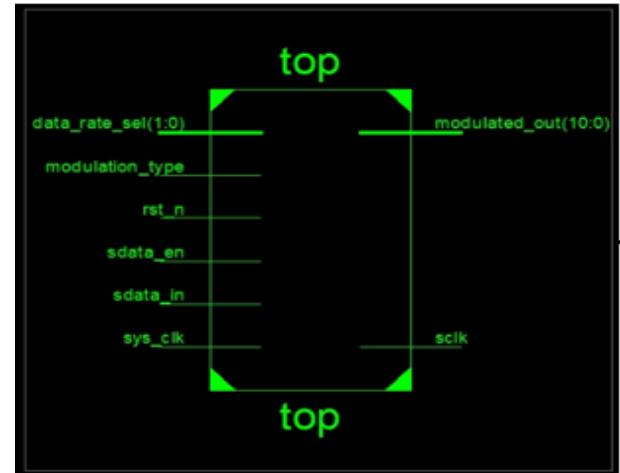 top
data_rate_sel(1:0)
modulated_out(10:0)
modulation_type
rst_n
sdata_en
sdata_in
sys_clk
sclk
top